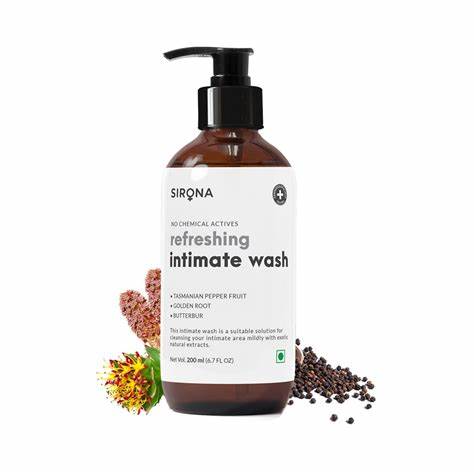 SIRONA
NO CHEMICAL ACTIVES
refreshing
intimate wash
• TASMANIAN PEPPER FRUIT
• GOLDEN ROOT
• BUTTERBUR
This intimate wash is a suitable solution for
cleansing your intimate area mildly with exotic
natural extracts.
Net Vol. 200 ml (6.7 FL OZ)